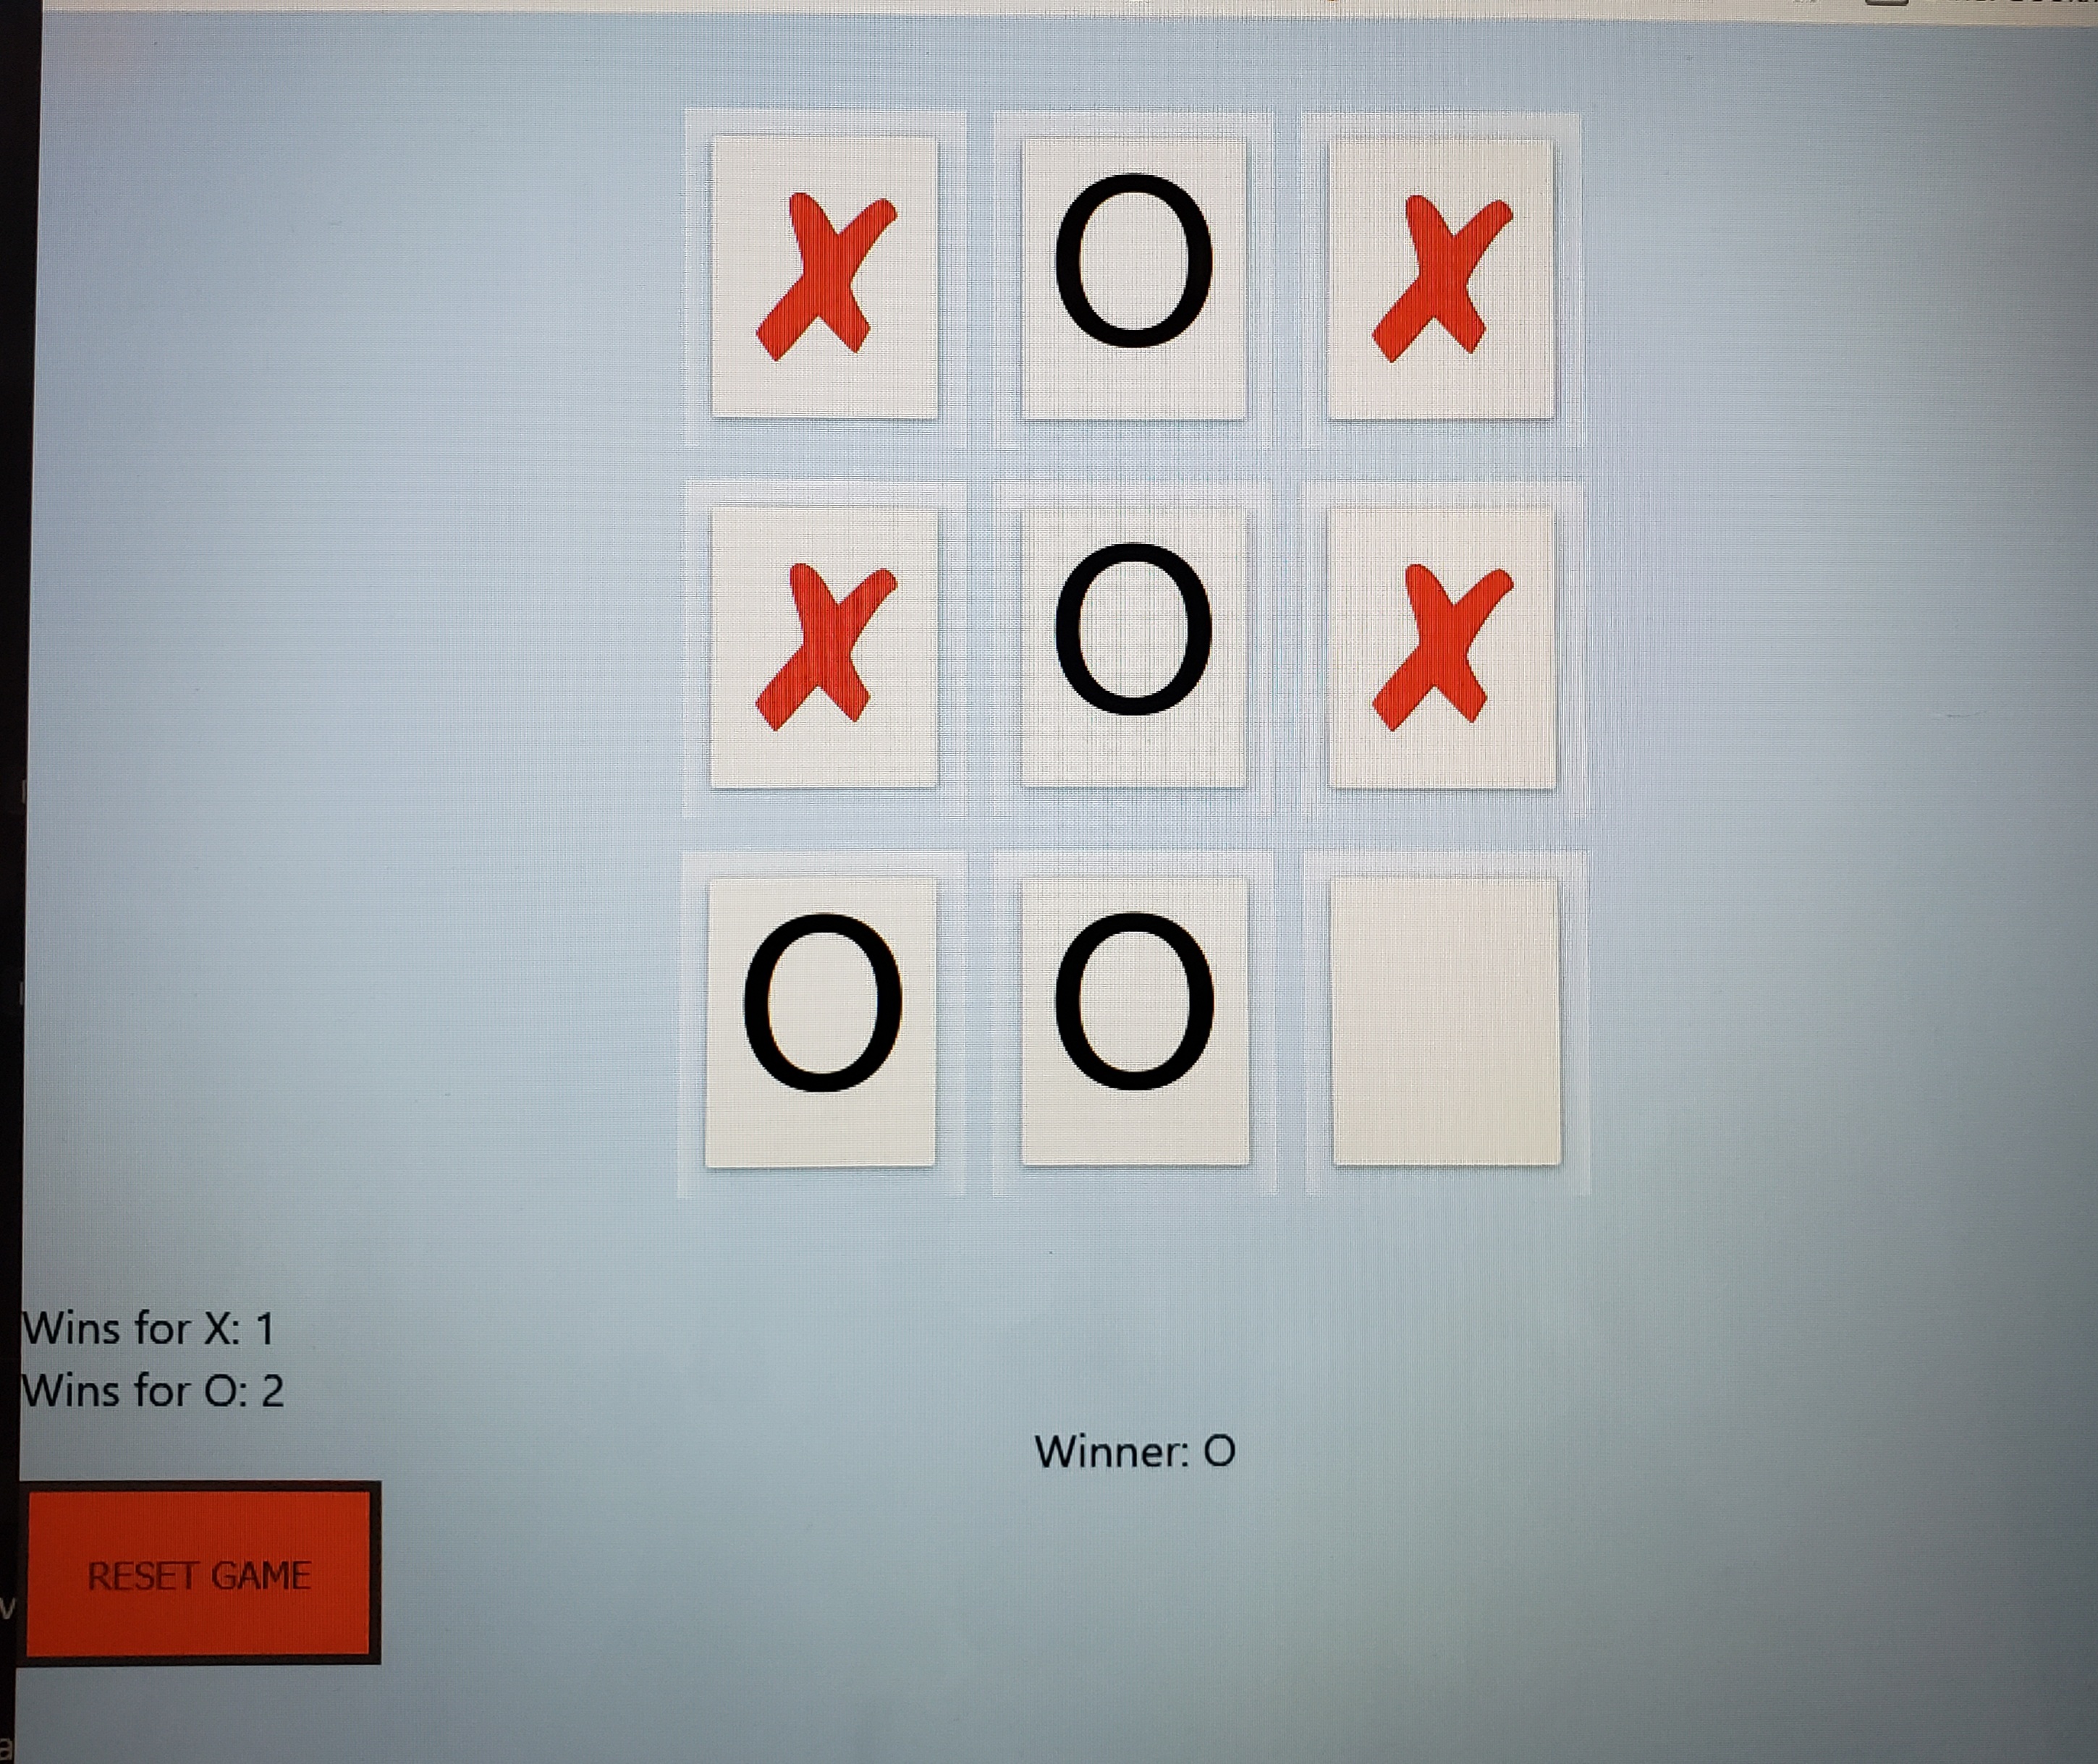 X O X
X O X
O O
Wins for X: 1
Wins for O: 2
Winner: O
RESET GAME